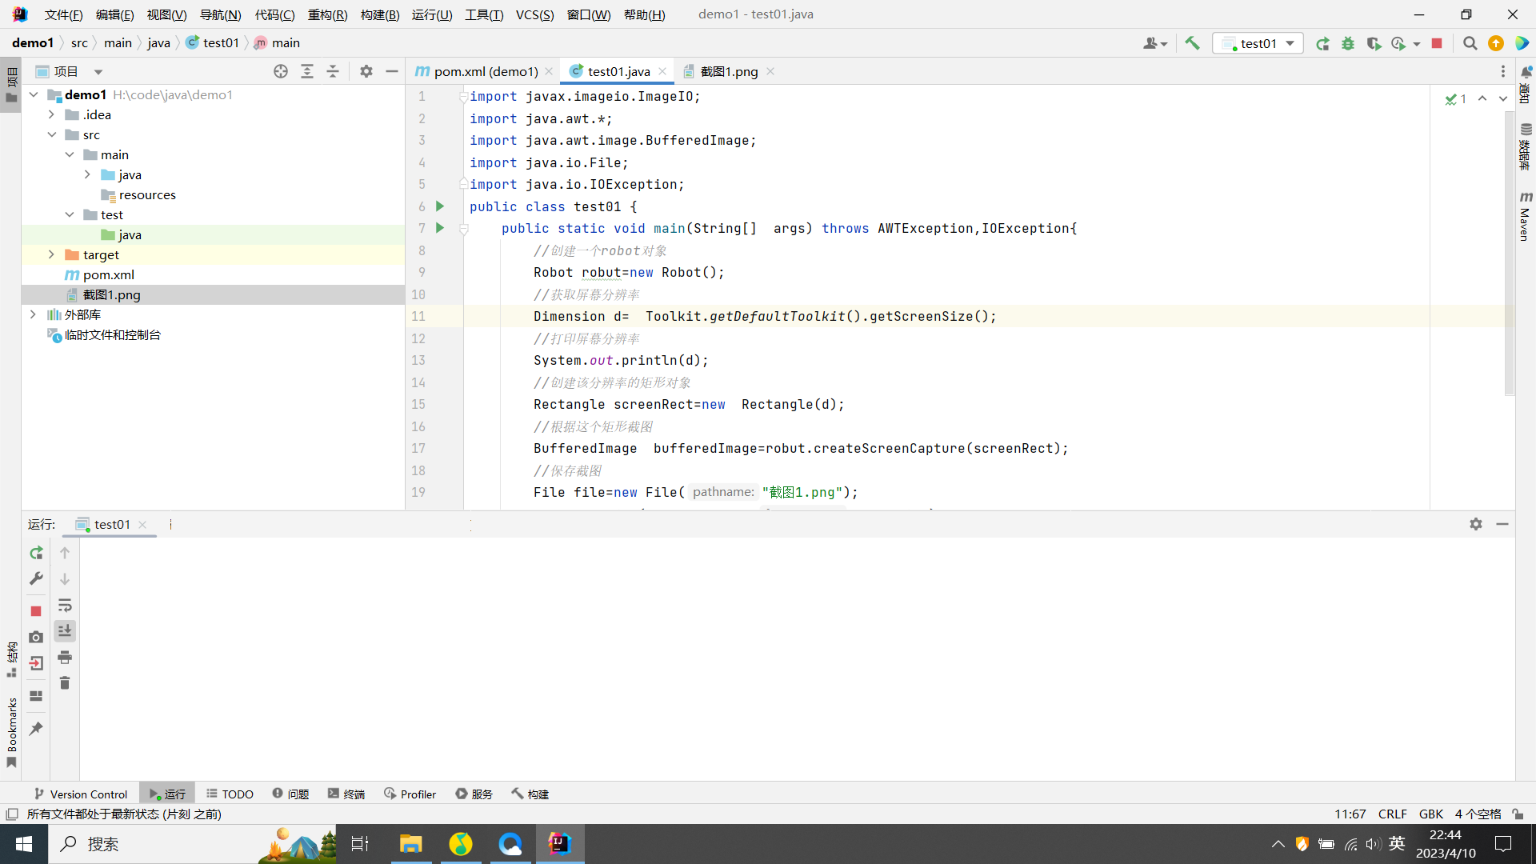 文件(F) 编辑(E) 视图(V) 导航(N) 代码(C) 重构(R) 构建(B) 运行(U) 工具(T) VCS(S) 窗口(W) 帮助(H) demo1 - test01.java
demo1 src main java test01 main
test01
项目
pom.xml (demo1) test01.java 截图1.png
项目
demo1 H:\code\java\demo1
.idea
src
main
java
resources
test
java
target
pom.xml
截图1.png
外部库
临时文件和控制台
结构
Bookmarks
1 import javax.imageio.ImageIO;
2 import java.awt.*;
3 import java.awt.image.BufferedImage;
4 import java.io.File;
5 import java.io.IOException;
6 public class test01 {
7 public static void main(String[]  args) throws AWTException,IOException{
8 //创建一个robot对象
9 Robot robut=new Robot();
10 //获取屏幕分辨率
11 Dimension d=  Toolkit.getDefaultToolkit().getScreenSize();
12 //打印屏幕分辨率
13 System.out.println(d);
14 //创建该分辨率的矩形对象
15 Rectangle screenRect=new  Rectangle(d);
16 //根据这个矩形截图
17 BufferedImage  bufferedImage=robut.createScreenCapture(screenRect);
18 //保存截图
19 File file=new File( pathname: "截图1.png");
1
通知
数据库
Maven
运行: test01
Version Control 运行 TODO 问题 终端 Profiler 服务 构建
所有文件都处于最新状态 (片刻 之前) 11:67 CRLF GBK 4 个空格
搜索 英 22:44
2023/4/10